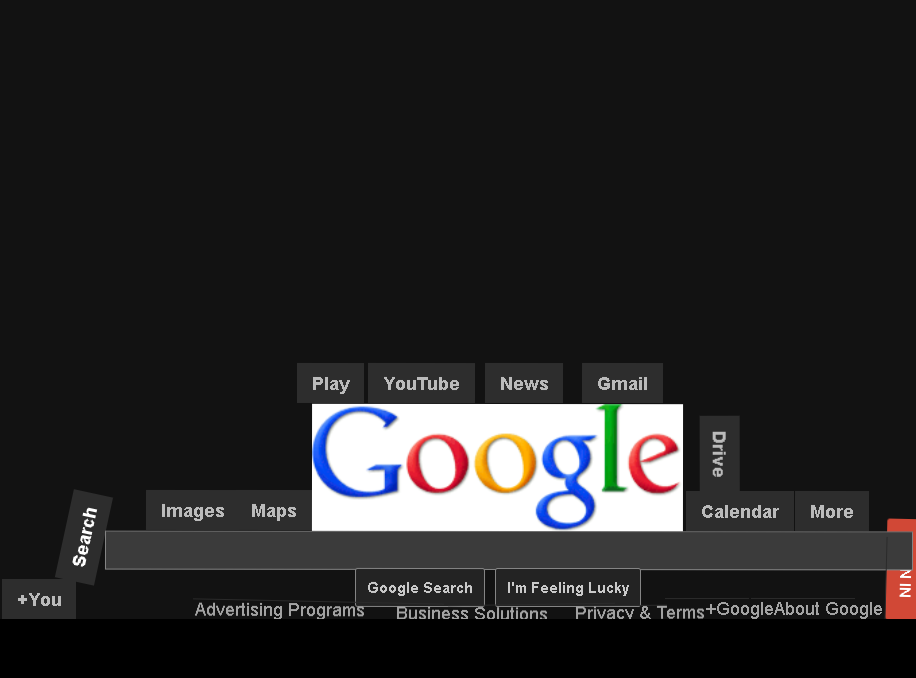 Play YouTube News Gmail
Google
Drive
Search
Images Maps
Calendar More
N IN
Google Search I'm Feeling Lucky
+You
Advertising Programs Business Solutions Privacy & Terms +Google About Google